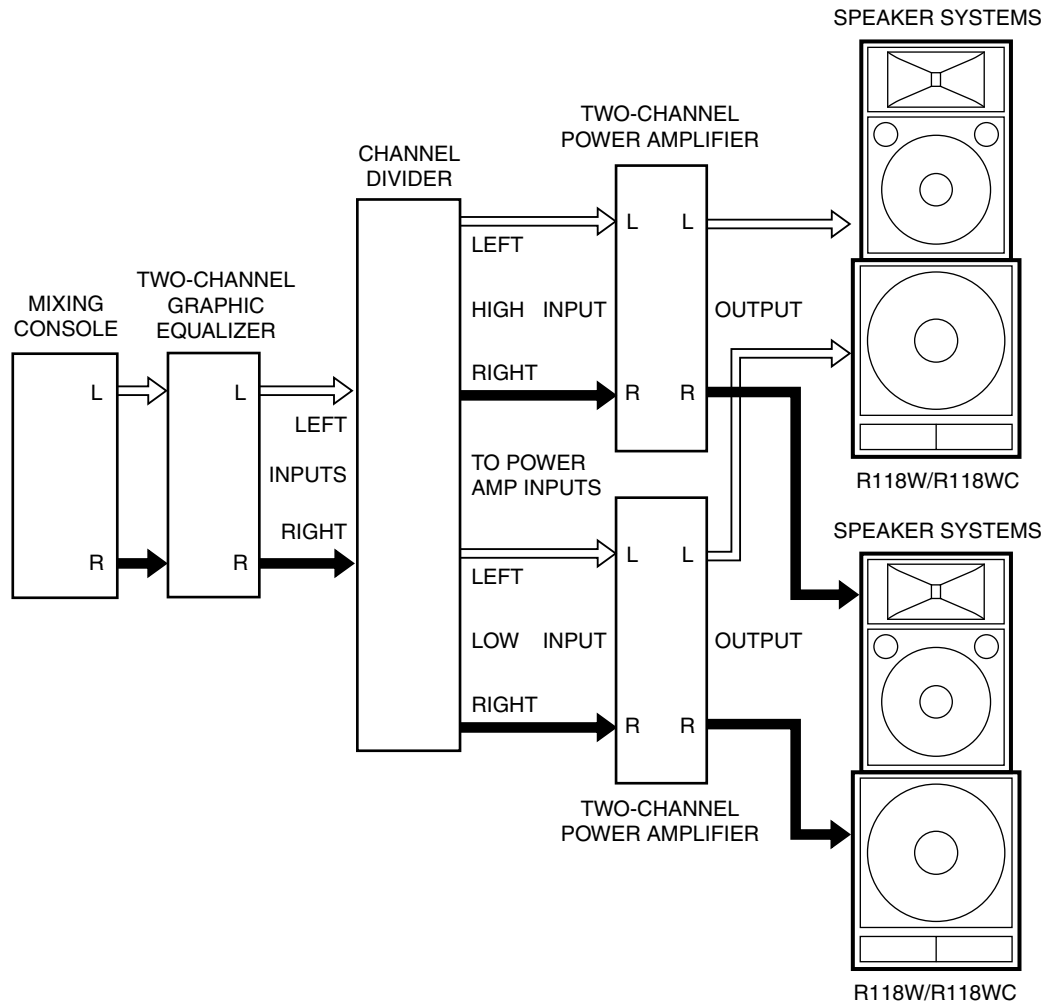 SPEAKER SYSTEMS
TWO-CHANNEL
POWER AMPLIFIER
CHANNEL
DIVIDER
L L
LEFT
TWO-CHANNEL
GRAPHIC
EQUALIZER
MIXING
CONSOLE
HIGH INPUT
OUTPUT
RIGHT
L
L
R R
LEFT
INPUTS
TO POWER
AMP INPUTS
R118W/R118WC
RIGHT
SPEAKER SYSTEMS
R
R
L L
LEFT
LOW INPUT
OUTPUT
RIGHT
R R
TWO-CHANNEL
POWER AMPLIFIER
R118W/R118WC